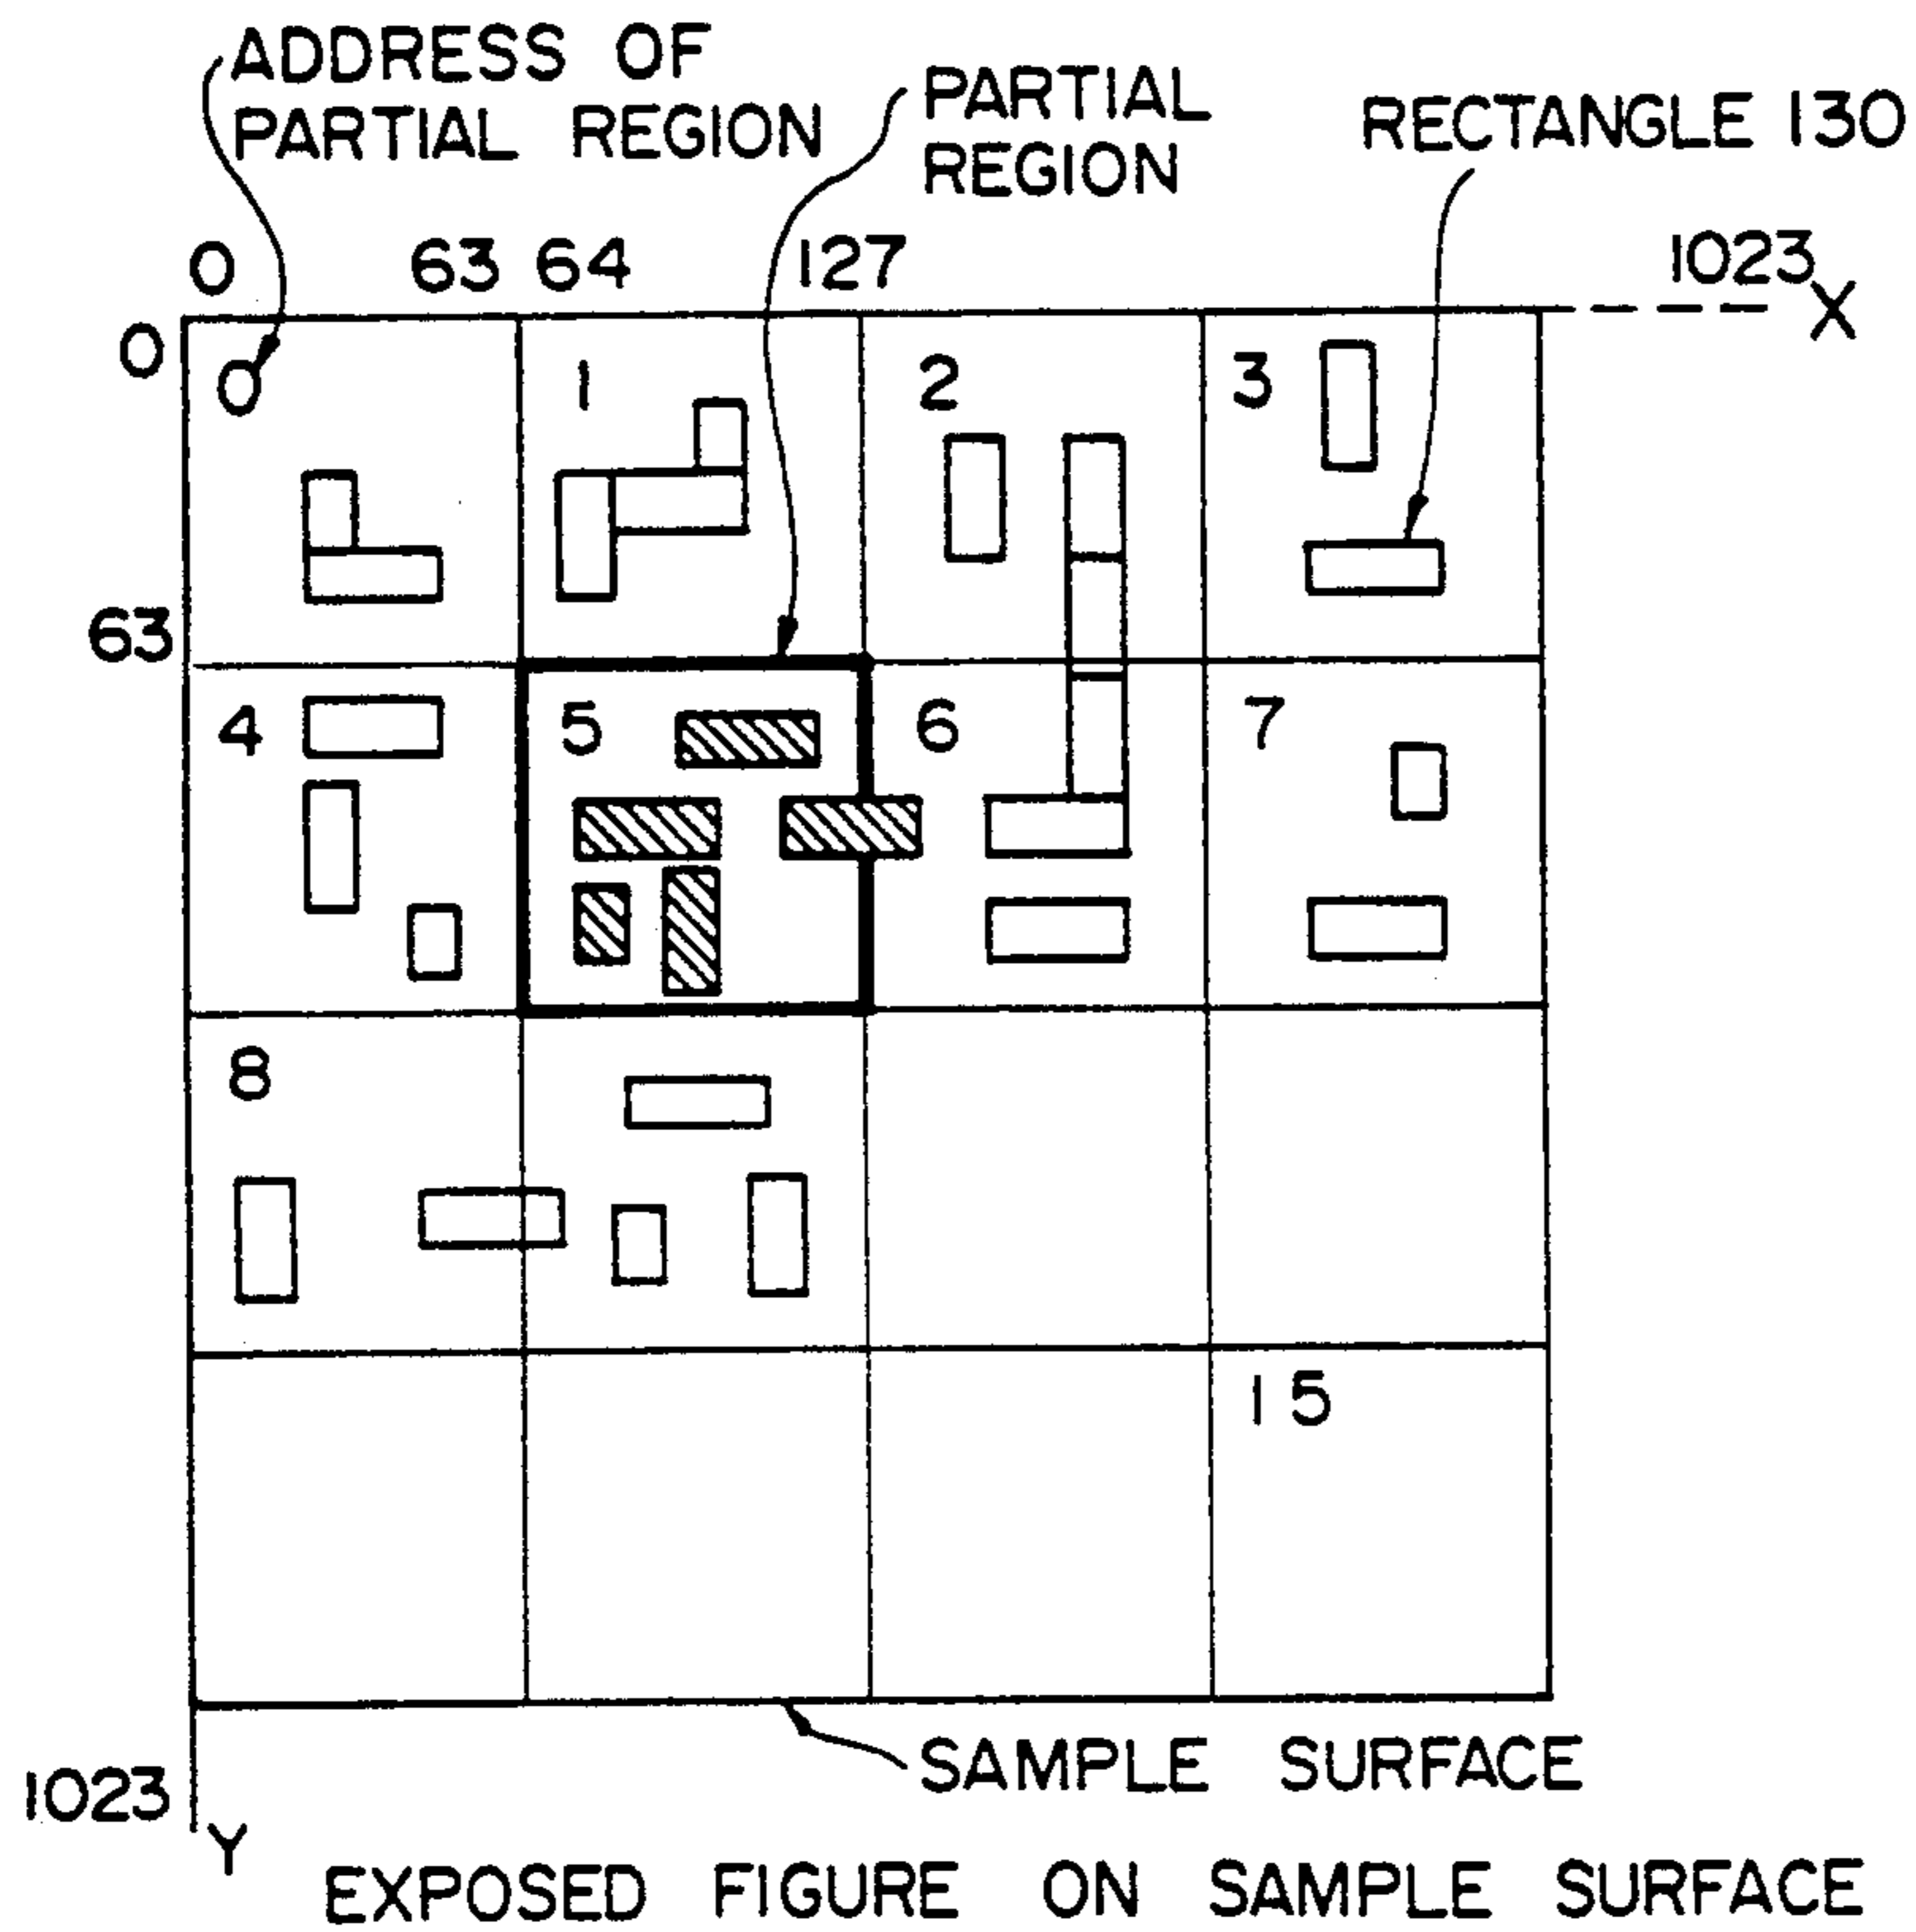 ADDRESS OF
PARTIAL REGION
PARTIAL
REGION
RECTANGLE 130
0 63 64 127 1023 X
0
0 1 2 3
63
4 5 6 7
8
15
SAMPLE SURFACE
1023
Y
EXPOSED FIGURE ON SAMPLE SURFACE